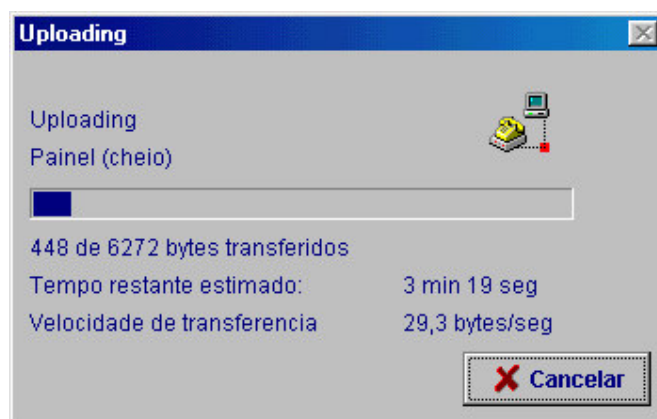 Uploading
Uploading
Painel (cheio)
448 de 6272 bytes transferidos
Tempo restante estimado: 3 min 19 seg
Velocidade de transferencia 29,3 bytes/seg
Cancelar